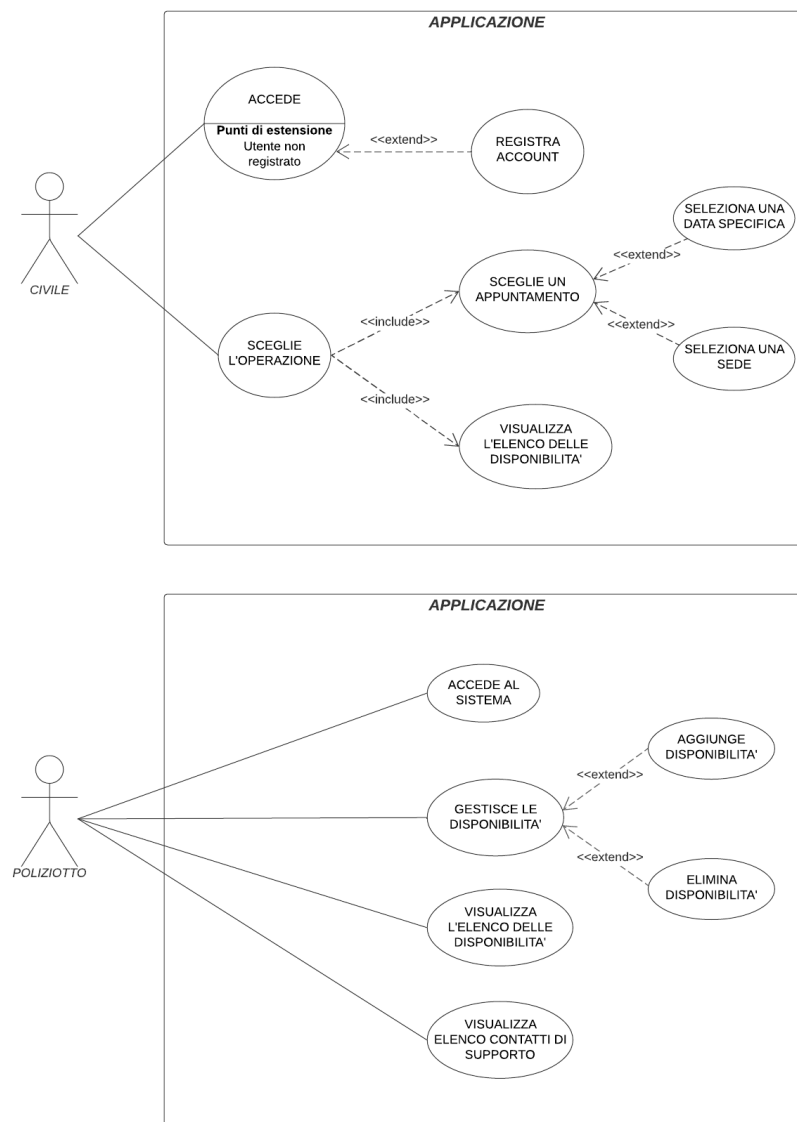 APPLICAZIONE
ACCEDE
Punti di estensione
Utente non
registrato
<<extend>>
REGISTRA
ACCOUNT
SELEZIONA UNA
DATA SPECIFICA
<<extend>>
CIVILE
SCEGLIE UN
APPUNTAMENTO
<<include>>
<<extend>>
SCEGLIE
L'OPERAZIONE
SELEZIONA UNA
SEDE
<<include>>
VISUALIZZA
L'ELENCO DELLE
DISPONIBILITA'
APPLICAZIONE
ACCEDE AL
SISTEMA
AGGIUNGE
DISPONIBILITA'
<<extend>>
GESTISCE LE
DISPONIBILITA'
<<extend>>
POLIZIOTTO
ELIMINA
DISPONIBILITA'
VISUALIZZA
L'ELENCO DELLE
DISPONIBILITA'
VISUALIZZA
ELENCO CONTATTI DI
SUPPORTO